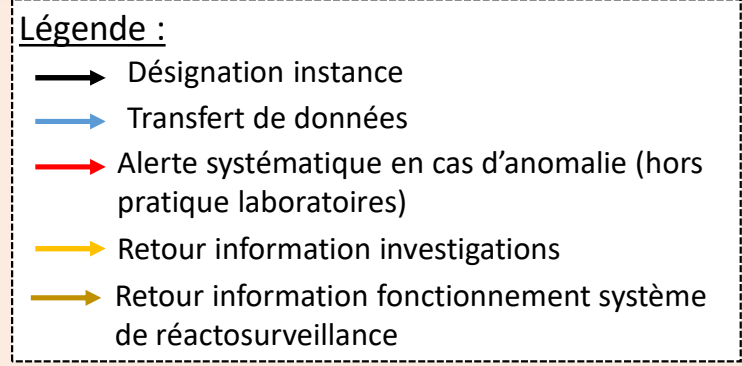 Légende :
Désignation instance
Transfert de données
Alerte systématique en cas d’anomalie (hors
pratique laboratoires)
Retour information investigations
Retour information fonctionnement système
de réactosurveillance